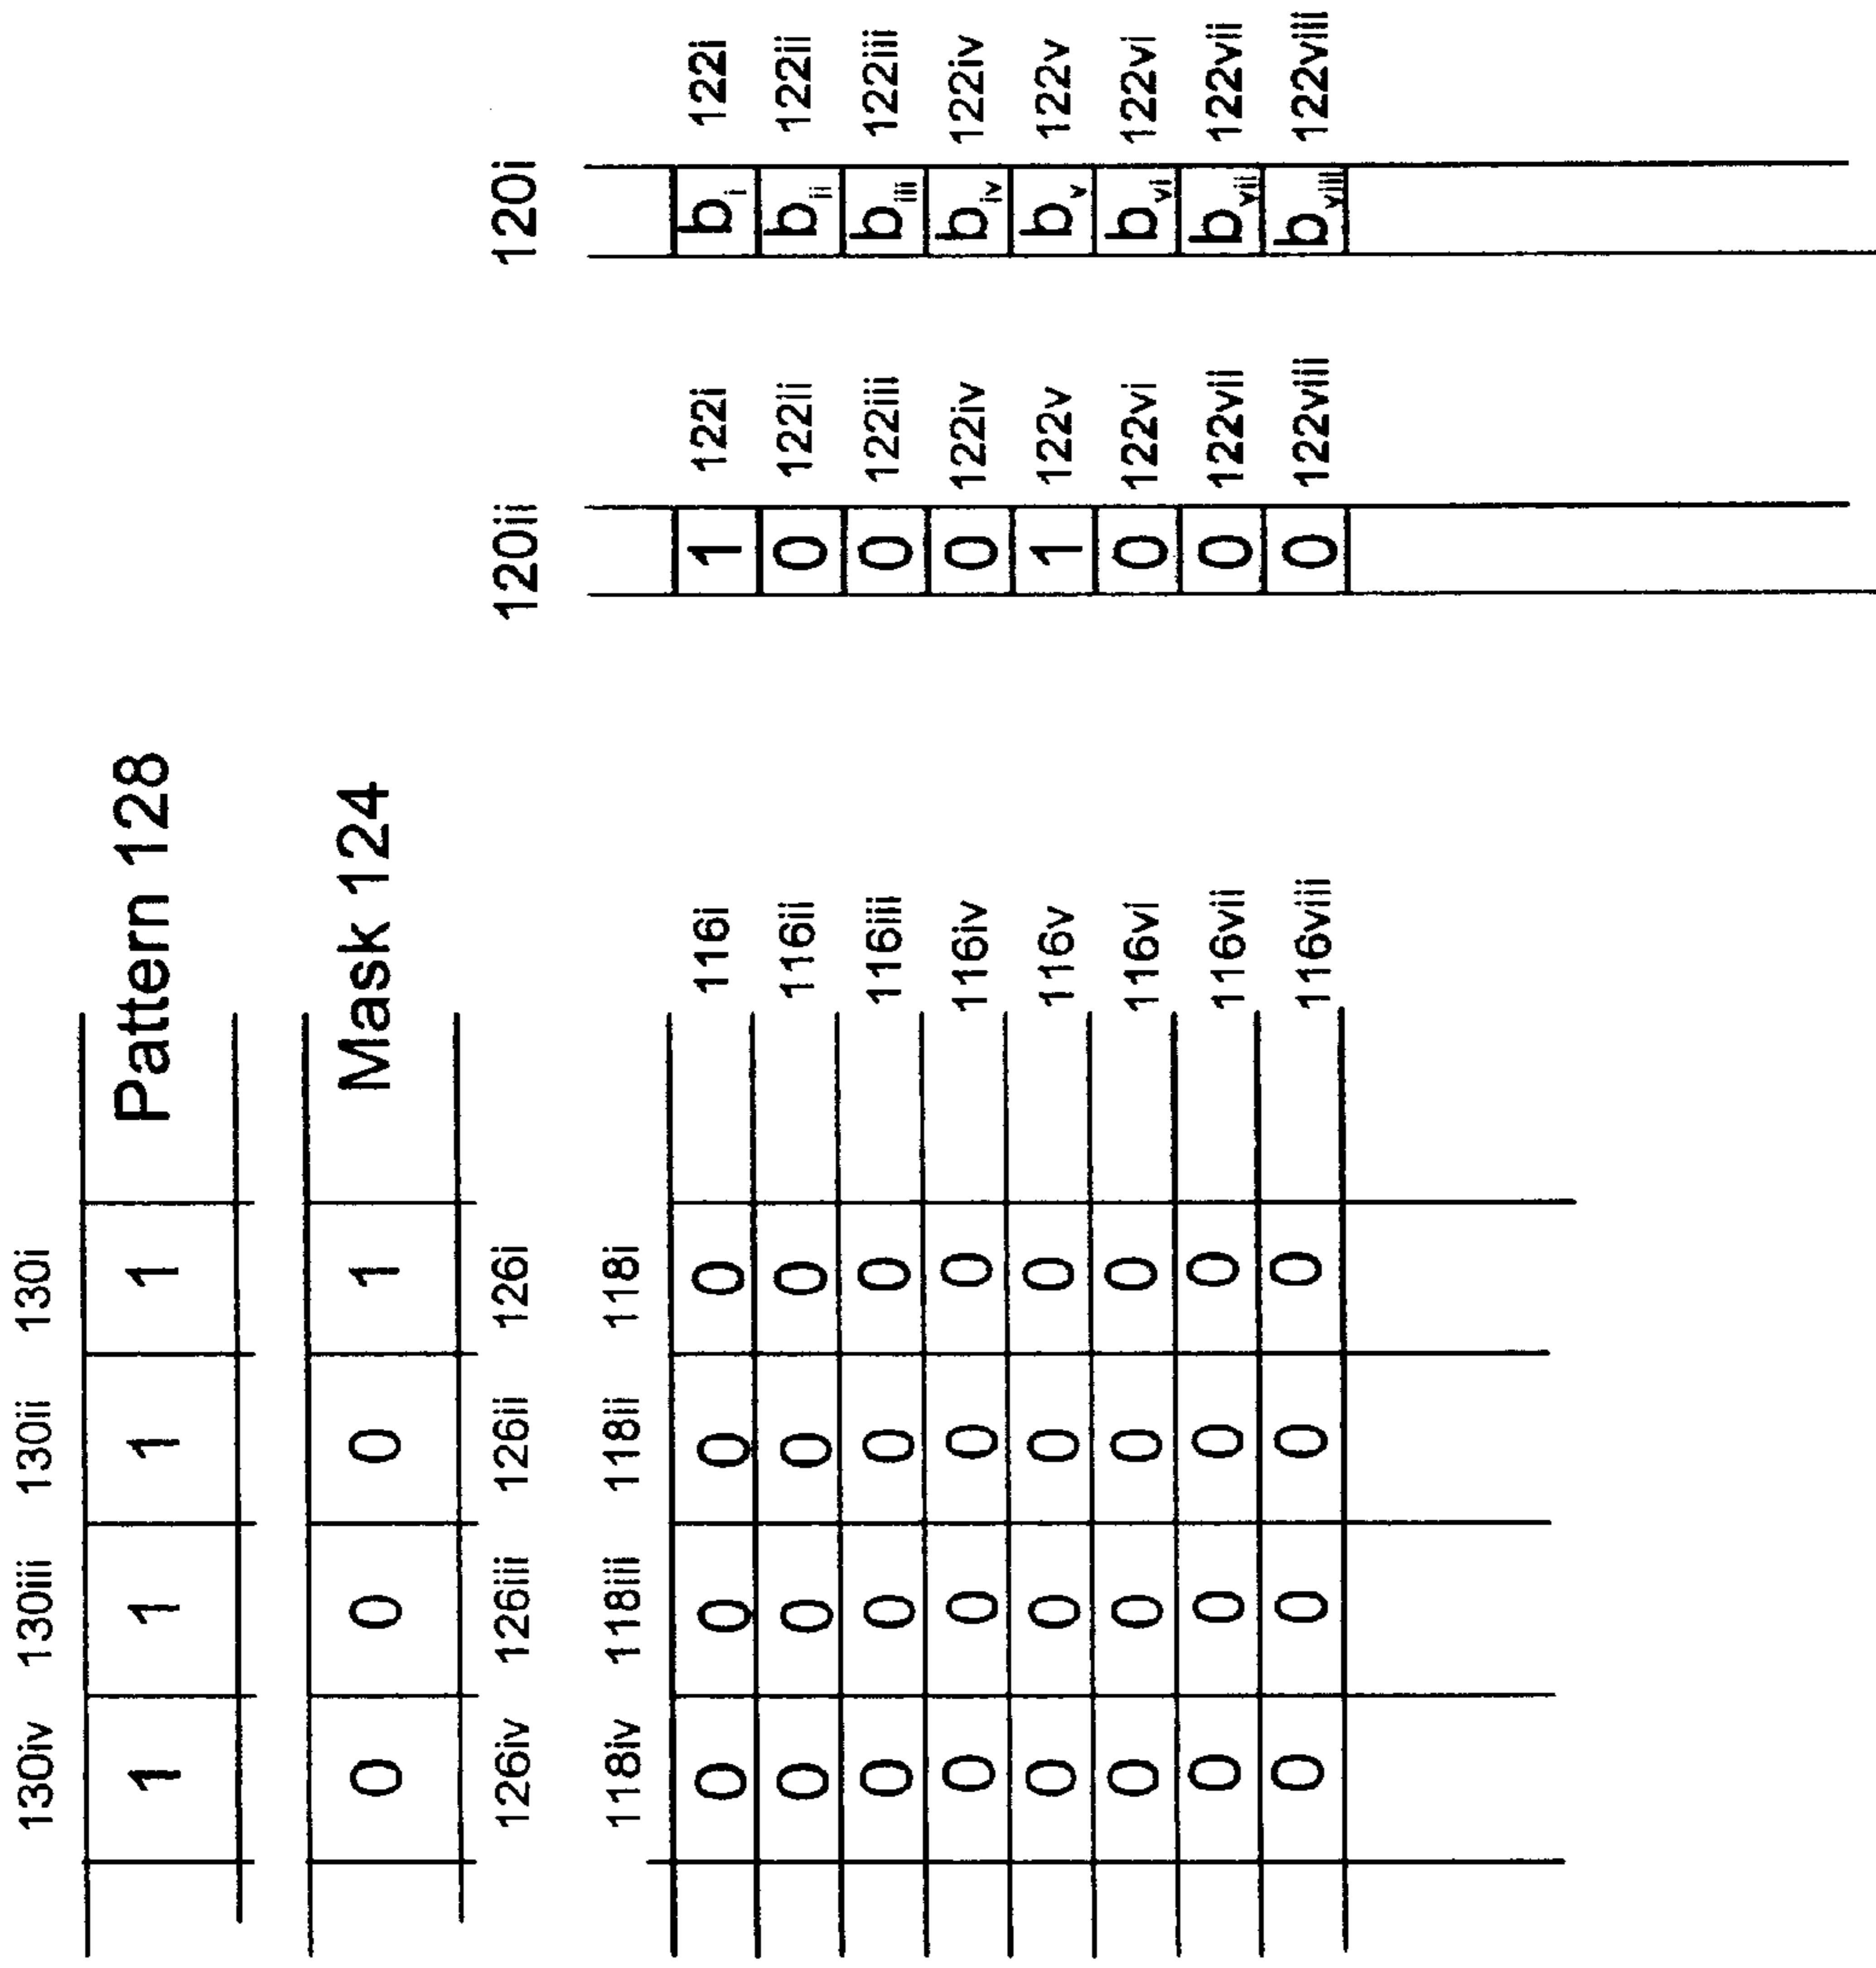 130iv 130iii 130ii 130i
1 1 1 1 Pattern 128
0 0 0 1 Mask 124
126iv 126iii 126ii 126i 120ii 120i
118iv 118iii 118ii 118i
0 0 0 0 116i 1 122i bi 122i
0 0 0 0 116ii 0 122ii bii 122ii
0 0 0 0 116iii 0 122iii biii 122iii
0 0 0 0 116iv 0 122iv biv 122iv
0 0 0 0 116v 1 122v bv 122v
0 0 0 0 116vi 0 122vi bvi 122vi
0 0 0 0 116vii 0 122vii bvii 122vii
0 0 0 0 116viii 0 122viii bviii 122viii